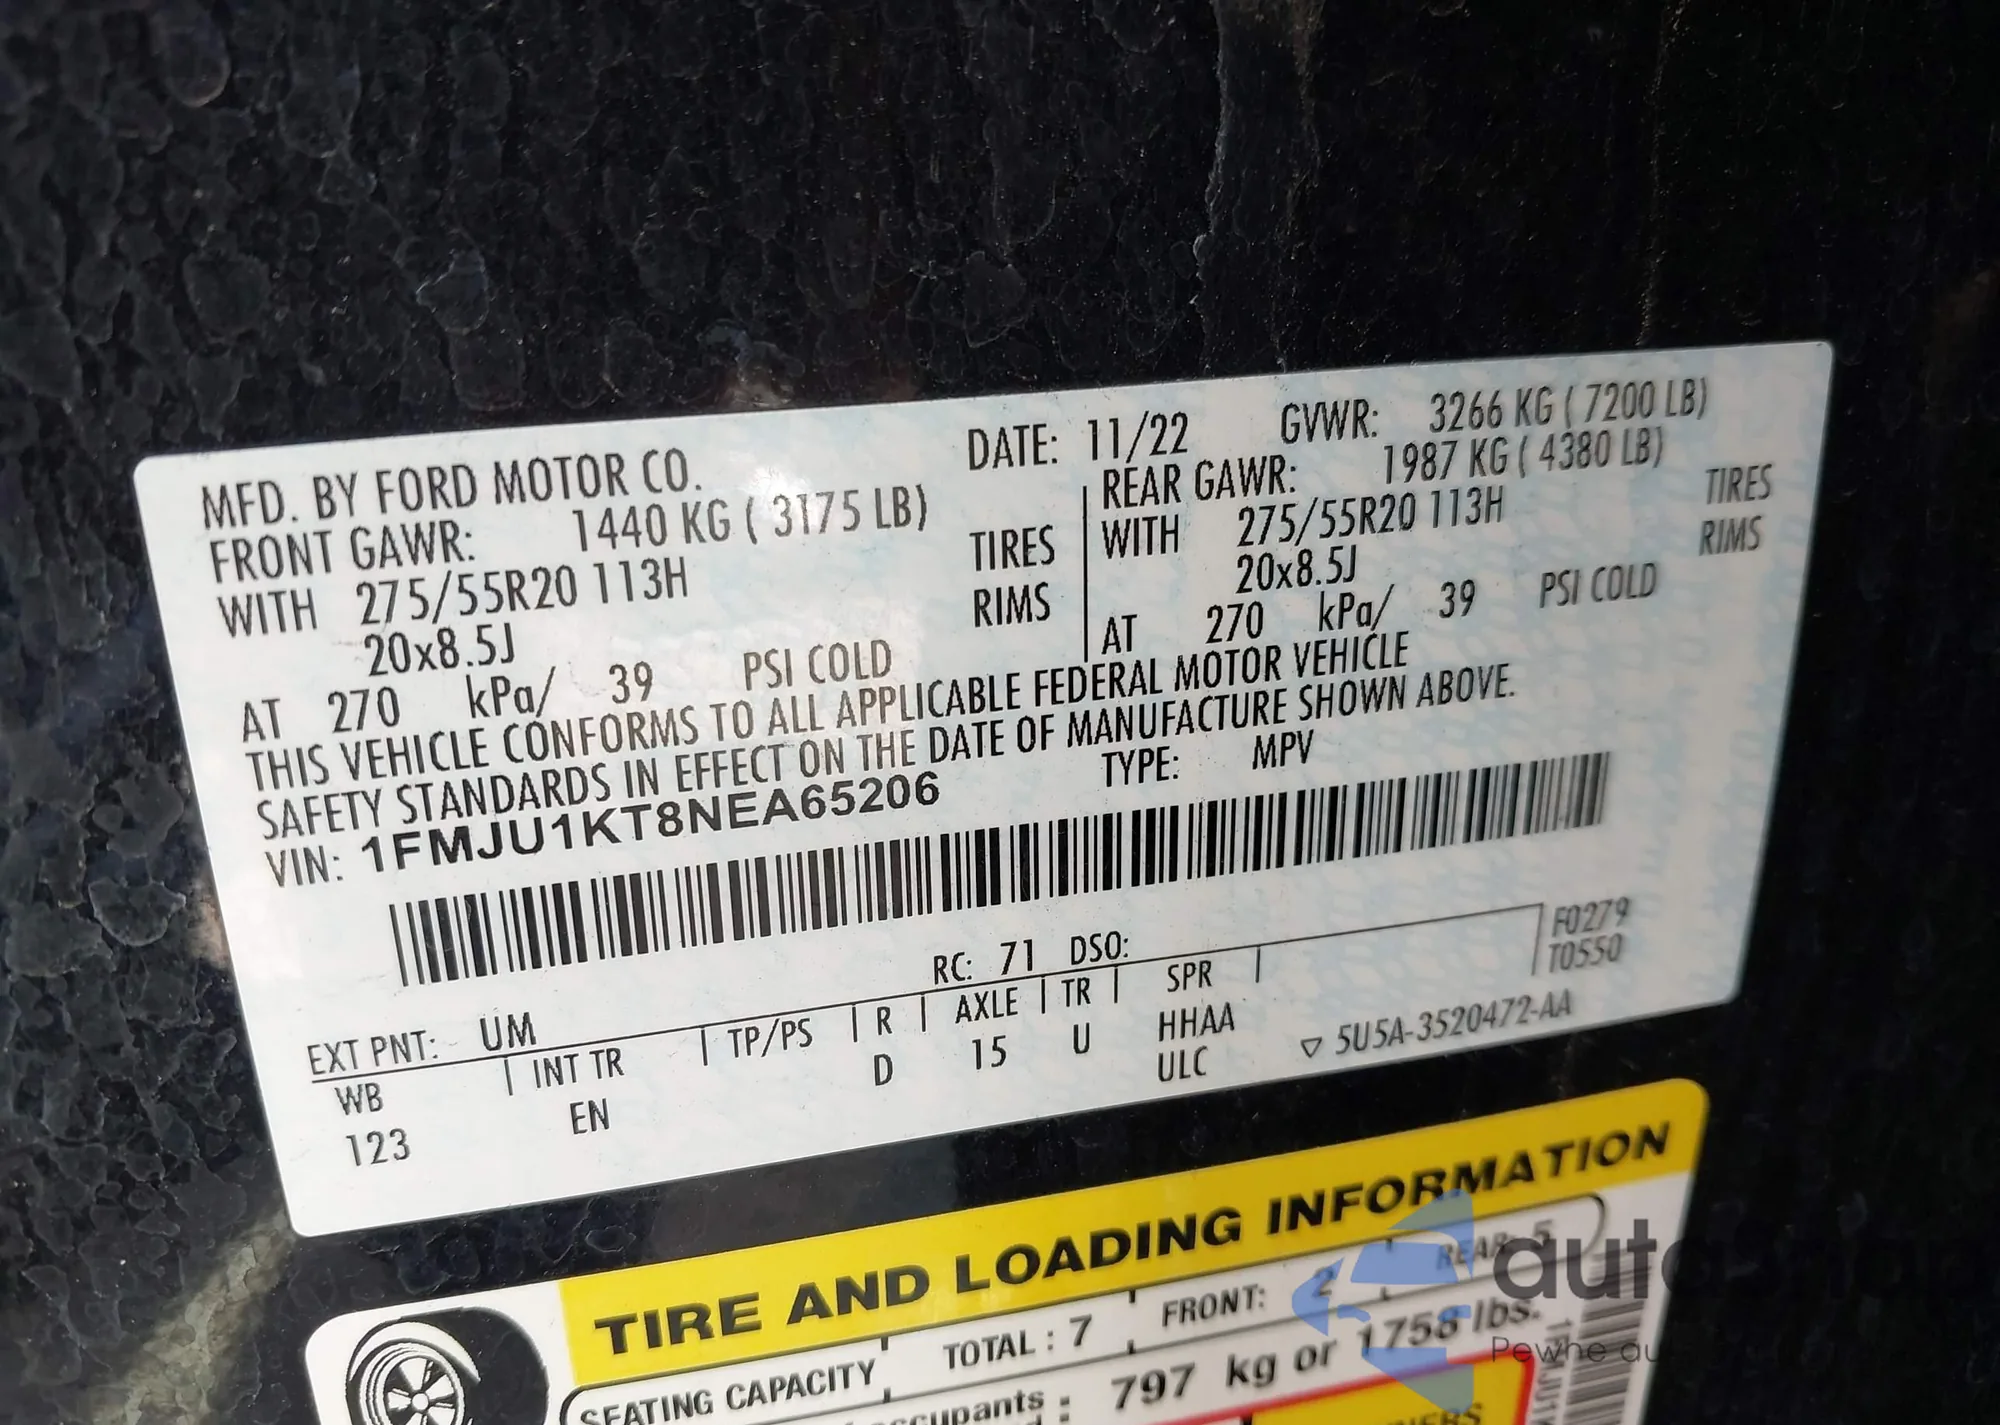 MFD. BY FORD MOTOR CO. DATE: 11/22 GVWR: 3266 KG ( 7200 LB)
FRONT GAWR: 1440 KG ( 3175 LB)
WITH 275/55R20 113H TIRES
20x8.5J RIMS
AT 270 kPa/ 39 PSI COLD
REAR GAWR: 1987 KG ( 4380 LB)
WITH 275/55R20 113H TIRES
20x8.5J RIMS
AT 270 kPa/ 39 PSI COLD
THIS VEHICLE CONFORMS TO ALL APPLICABLE FEDERAL MOTOR VEHICLE
SAFETY STANDARDS IN EFFECT ON THE DATE OF MANUFACTURE SHOWN ABOVE.
VIN: 1FMJU1KT8NEA65206 TYPE: MPV
F0279
T0550
EXT PNT: UM RC: 71 DSO:
WB INT TR TP/PS R AXLE TR SPR
123 EN D 15 U HHAA
ULC
5U5A-3520472-AA
TIRE AND LOADING INFORMATION
SEATING CAPACITY TOTAL : 7 FRONT: 2 REAR: 5
797 kg or 1758 lbs.
Pewne